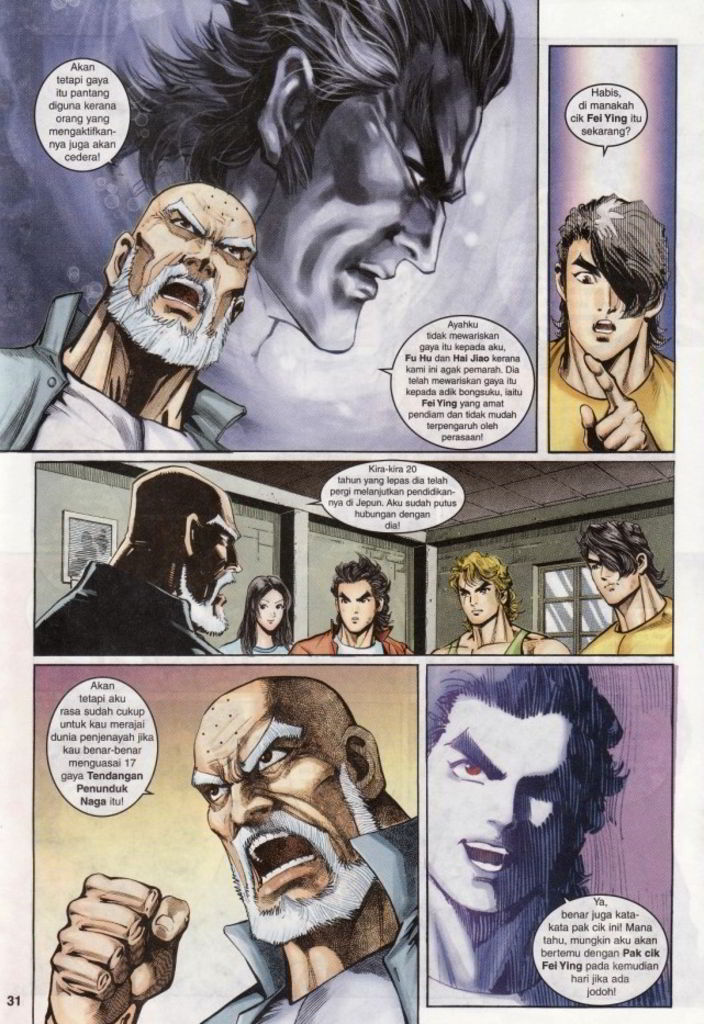 Akan
tetapi gaya
itu pantang
diguna kerana
orang yang
mengaktifkan-
nya juga akan
cedera!
Ayahku
tidak mewariskan
gaya itu kepada aku,
Fu Hu dan Hai Jiao kerana
kami ini agak pemarah. Dia
telah mewariskan gaya itu
kepada adik bongsuku, iaitu
Fei Ying yang amat
pendiam dan tidak mudah
terpengaruh oleh
perasaan!
Habis,
di manakah
cik Fei Ying itu
sekarang?
Kira-kira 20
tahun yang lepas dia telah
pergi melanjutkan pendidikan-
nya di Jepun. Aku sudah putus
hubungan dengan
dia!
Akan
tetapi aku
rasa sudah cukup
untuk kau merajai
dunia penjenayah jika
kau benar-benar
menguasai 17
gaya Tendangan
Penunduk
Naga itu!
Ya,
benar juga kata-
kata pak cik ini! Mana
tahu, mungkin aku akan
bertemu dengan Pak cik
Fei Ying pada kemudian
hari jika ada
jodoh!
31